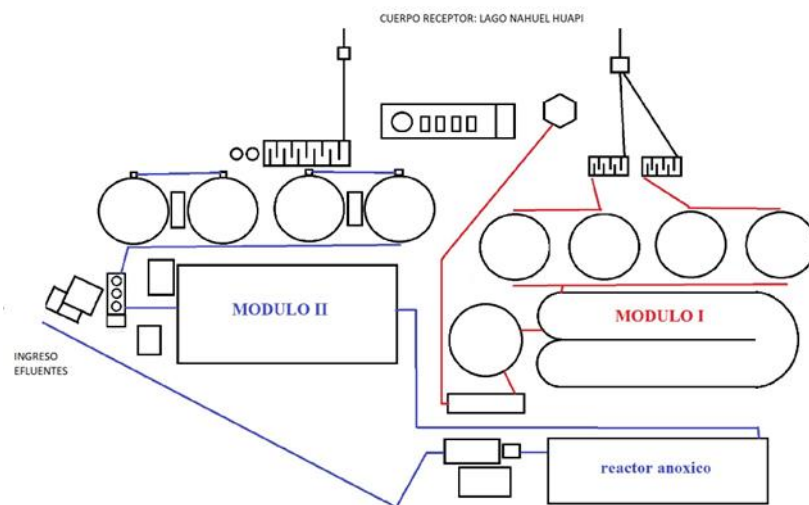 CUERPO RECEPTOR: LAGO NAHUEL HUAPI
MODULO II
MODULO I
INGRESO
EFLUENTES
reactor anoxico